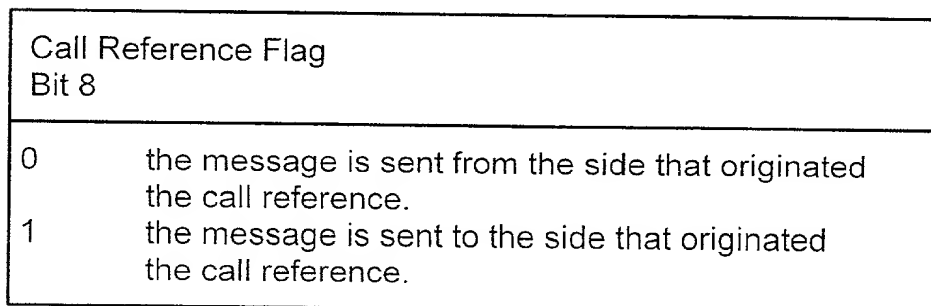 Call Reference Flag
Bit 8
0 the message is sent from the side that originated
the call reference.
1 the message is sent to the side that originated
the call reference.